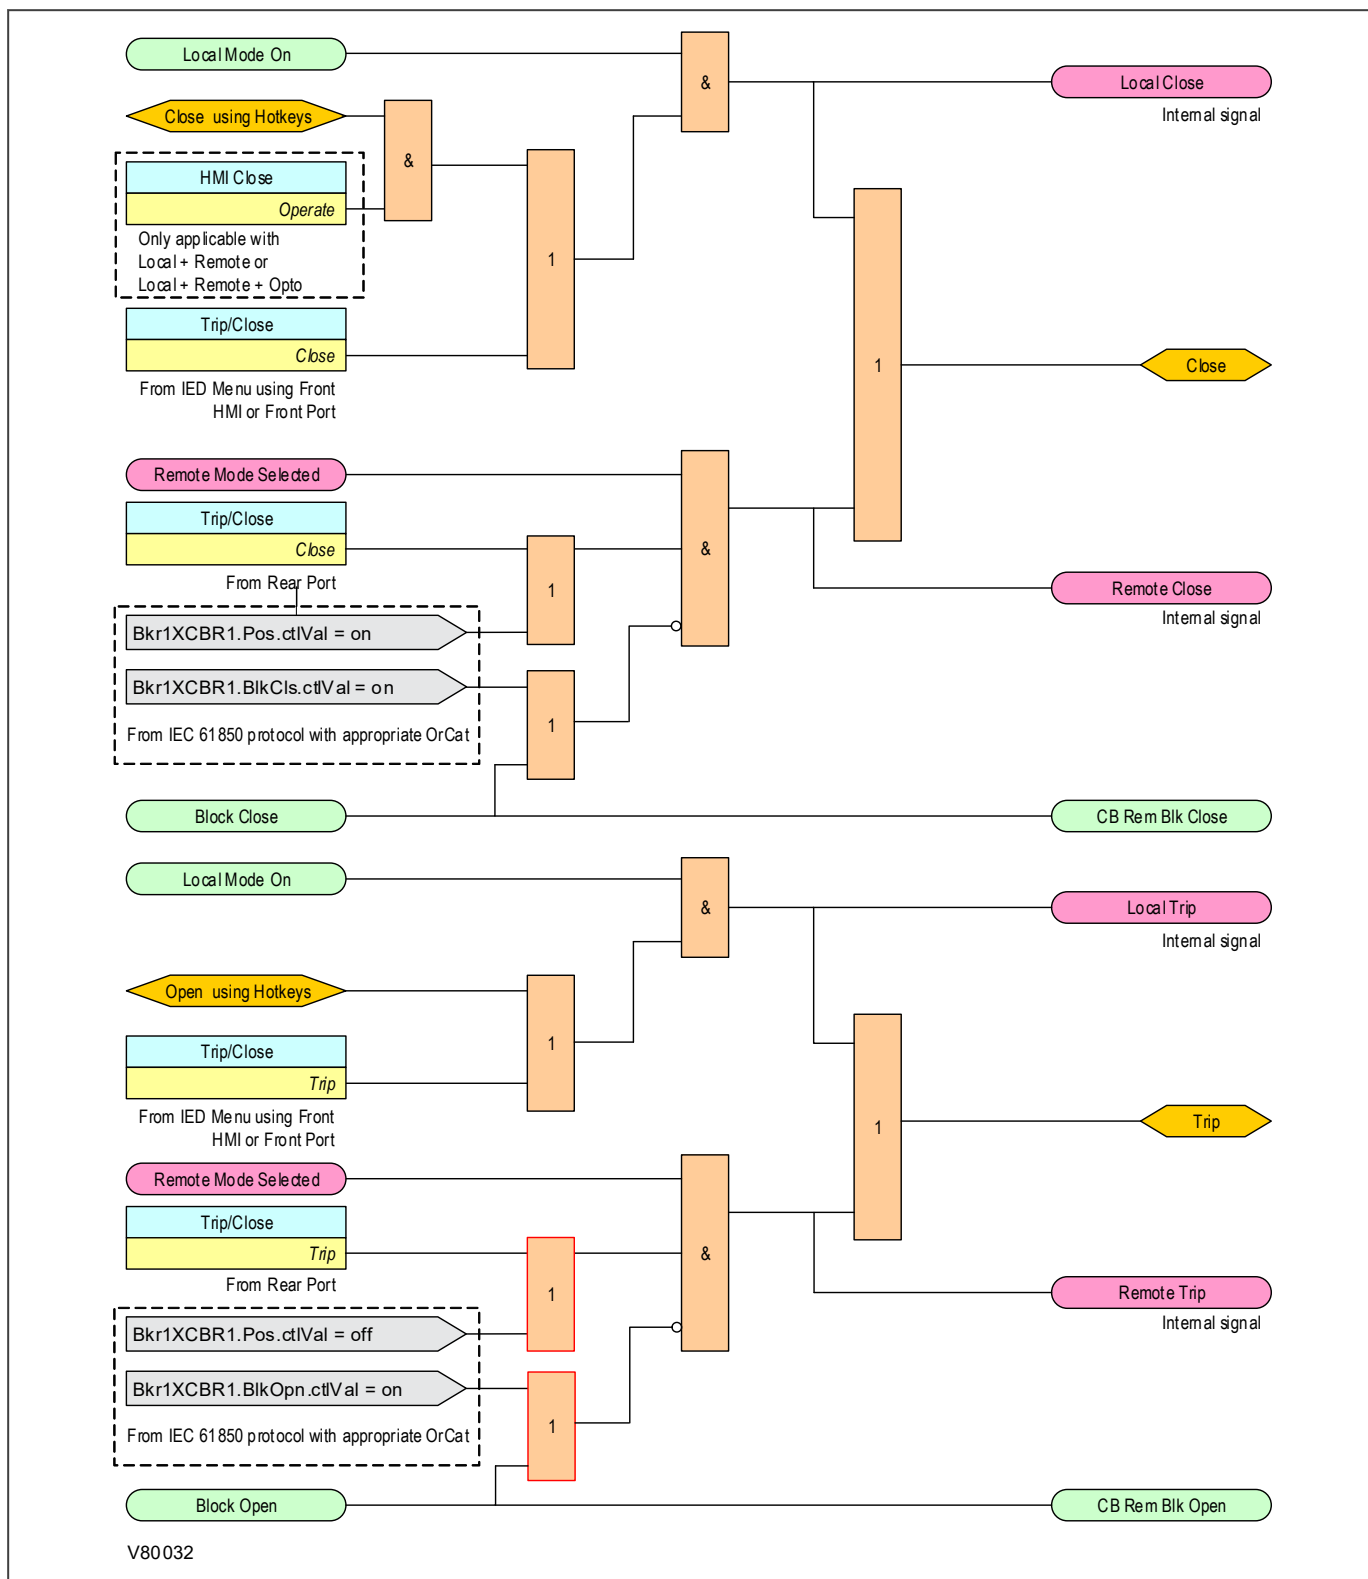 Local Mode On
&
Local Close
Internal signal
Close using Hotkeys
&
HMI Close
Operate
Only applicable with
Local + Remote or
Local + Remote + Opto
1
Trip/Close
Close
From IED Menu using Front
HMI or Front Port
1
Close
Remote Mode Selected
Trip/Close
Close
From Rear Port
1
&
Remote Close
Internal signal
Bkr1XCBR1.Pos.ctlVal = on
Bkr1XCBR1.BlkCls.ctlVal = on
1
From IEC 61850 protocol with appropriate OrCat
Block Close
CB Rem Blk Close
Local Mode On
&
Local Trip
Internal signal
Open using Hotkeys
1
Trip/Close
Trip
From IED Menu using Front
HMI or Front Port
1
Trip
Remote Mode Selected
Trip/Close
Trip
From Rear Port
1
&
Remote Trip
Internal signal
Bkr1XCBR1.Pos.ctlVal = off
Bkr1XCBR1.BlkOpn.ctlVal = on
1
From IEC 61850 protocol with appropriate OrCat
Block Open
CB Rem Blk Open
V80032